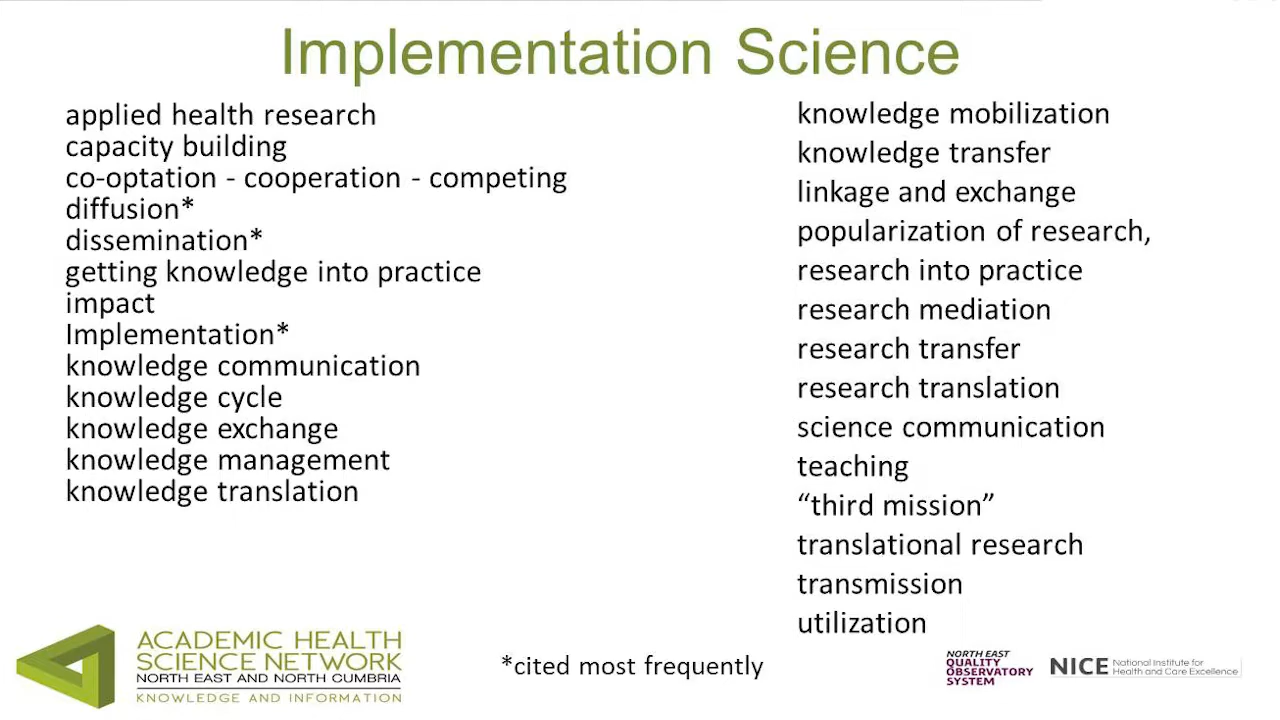 Implementation Science
applied health research
capacity building
co-optation - cooperation - competing
diffusion*
dissemination*
getting knowledge into practice
impact
Implementation*
knowledge communication
knowledge cycle
knowledge exchange
knowledge management
knowledge translation
knowledge mobilization
knowledge transfer
linkage and exchange
popularization of research,
research into practice
research mediation
research transfer
research translation
science communication
teaching
“third mission”
translational research
transmission
utilization
ACADEMIC HEALTH
SCIENCE NETWORK
NORTH EAST AND NORTH CUMBRIA
KNOWLEDGE AND INFORMATION
*cited most frequently
NORTH EAST
QUALITY
OBSERVATORY
SYSTEM
NICE National Institute for
Health and Care Excellence